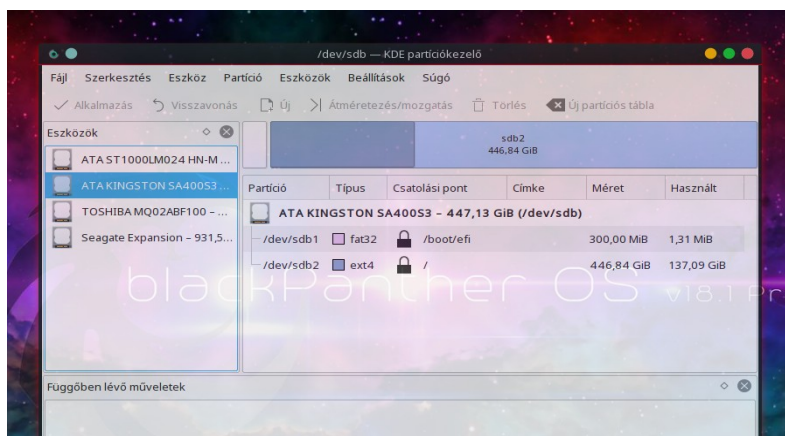 /dev/sdb — KDE partíciókezelő
Fájl Szerkesztés Eszköz Partíció Eszközök Beállítások Súgó
Alkalmazás Visszavonás Új Átméretezés/mozgatás Törlés Új partíciós tábla
Eszközök
ATA ST1000LM024 HN-M ...
ATA KINGSTON SA400S3 ...
TOSHIBA MQ02ABF100 – ...
Seagate Expansion – 931,5...
sdb2
446,84 GiB
Partíció Típus Csatolási pont Címke Méret Használt
ATA KINGSTON SA400S3 – 447,13 GiB (/dev/sdb)
/dev/sdb1 fat32 /boot/efi 300,00 MiB 1,31 MiB
/dev/sdb2 ext4 / 446,84 GiB 137,09 GiB
blackPanther OS v18.1 Pr
Függőben lévő műveletek